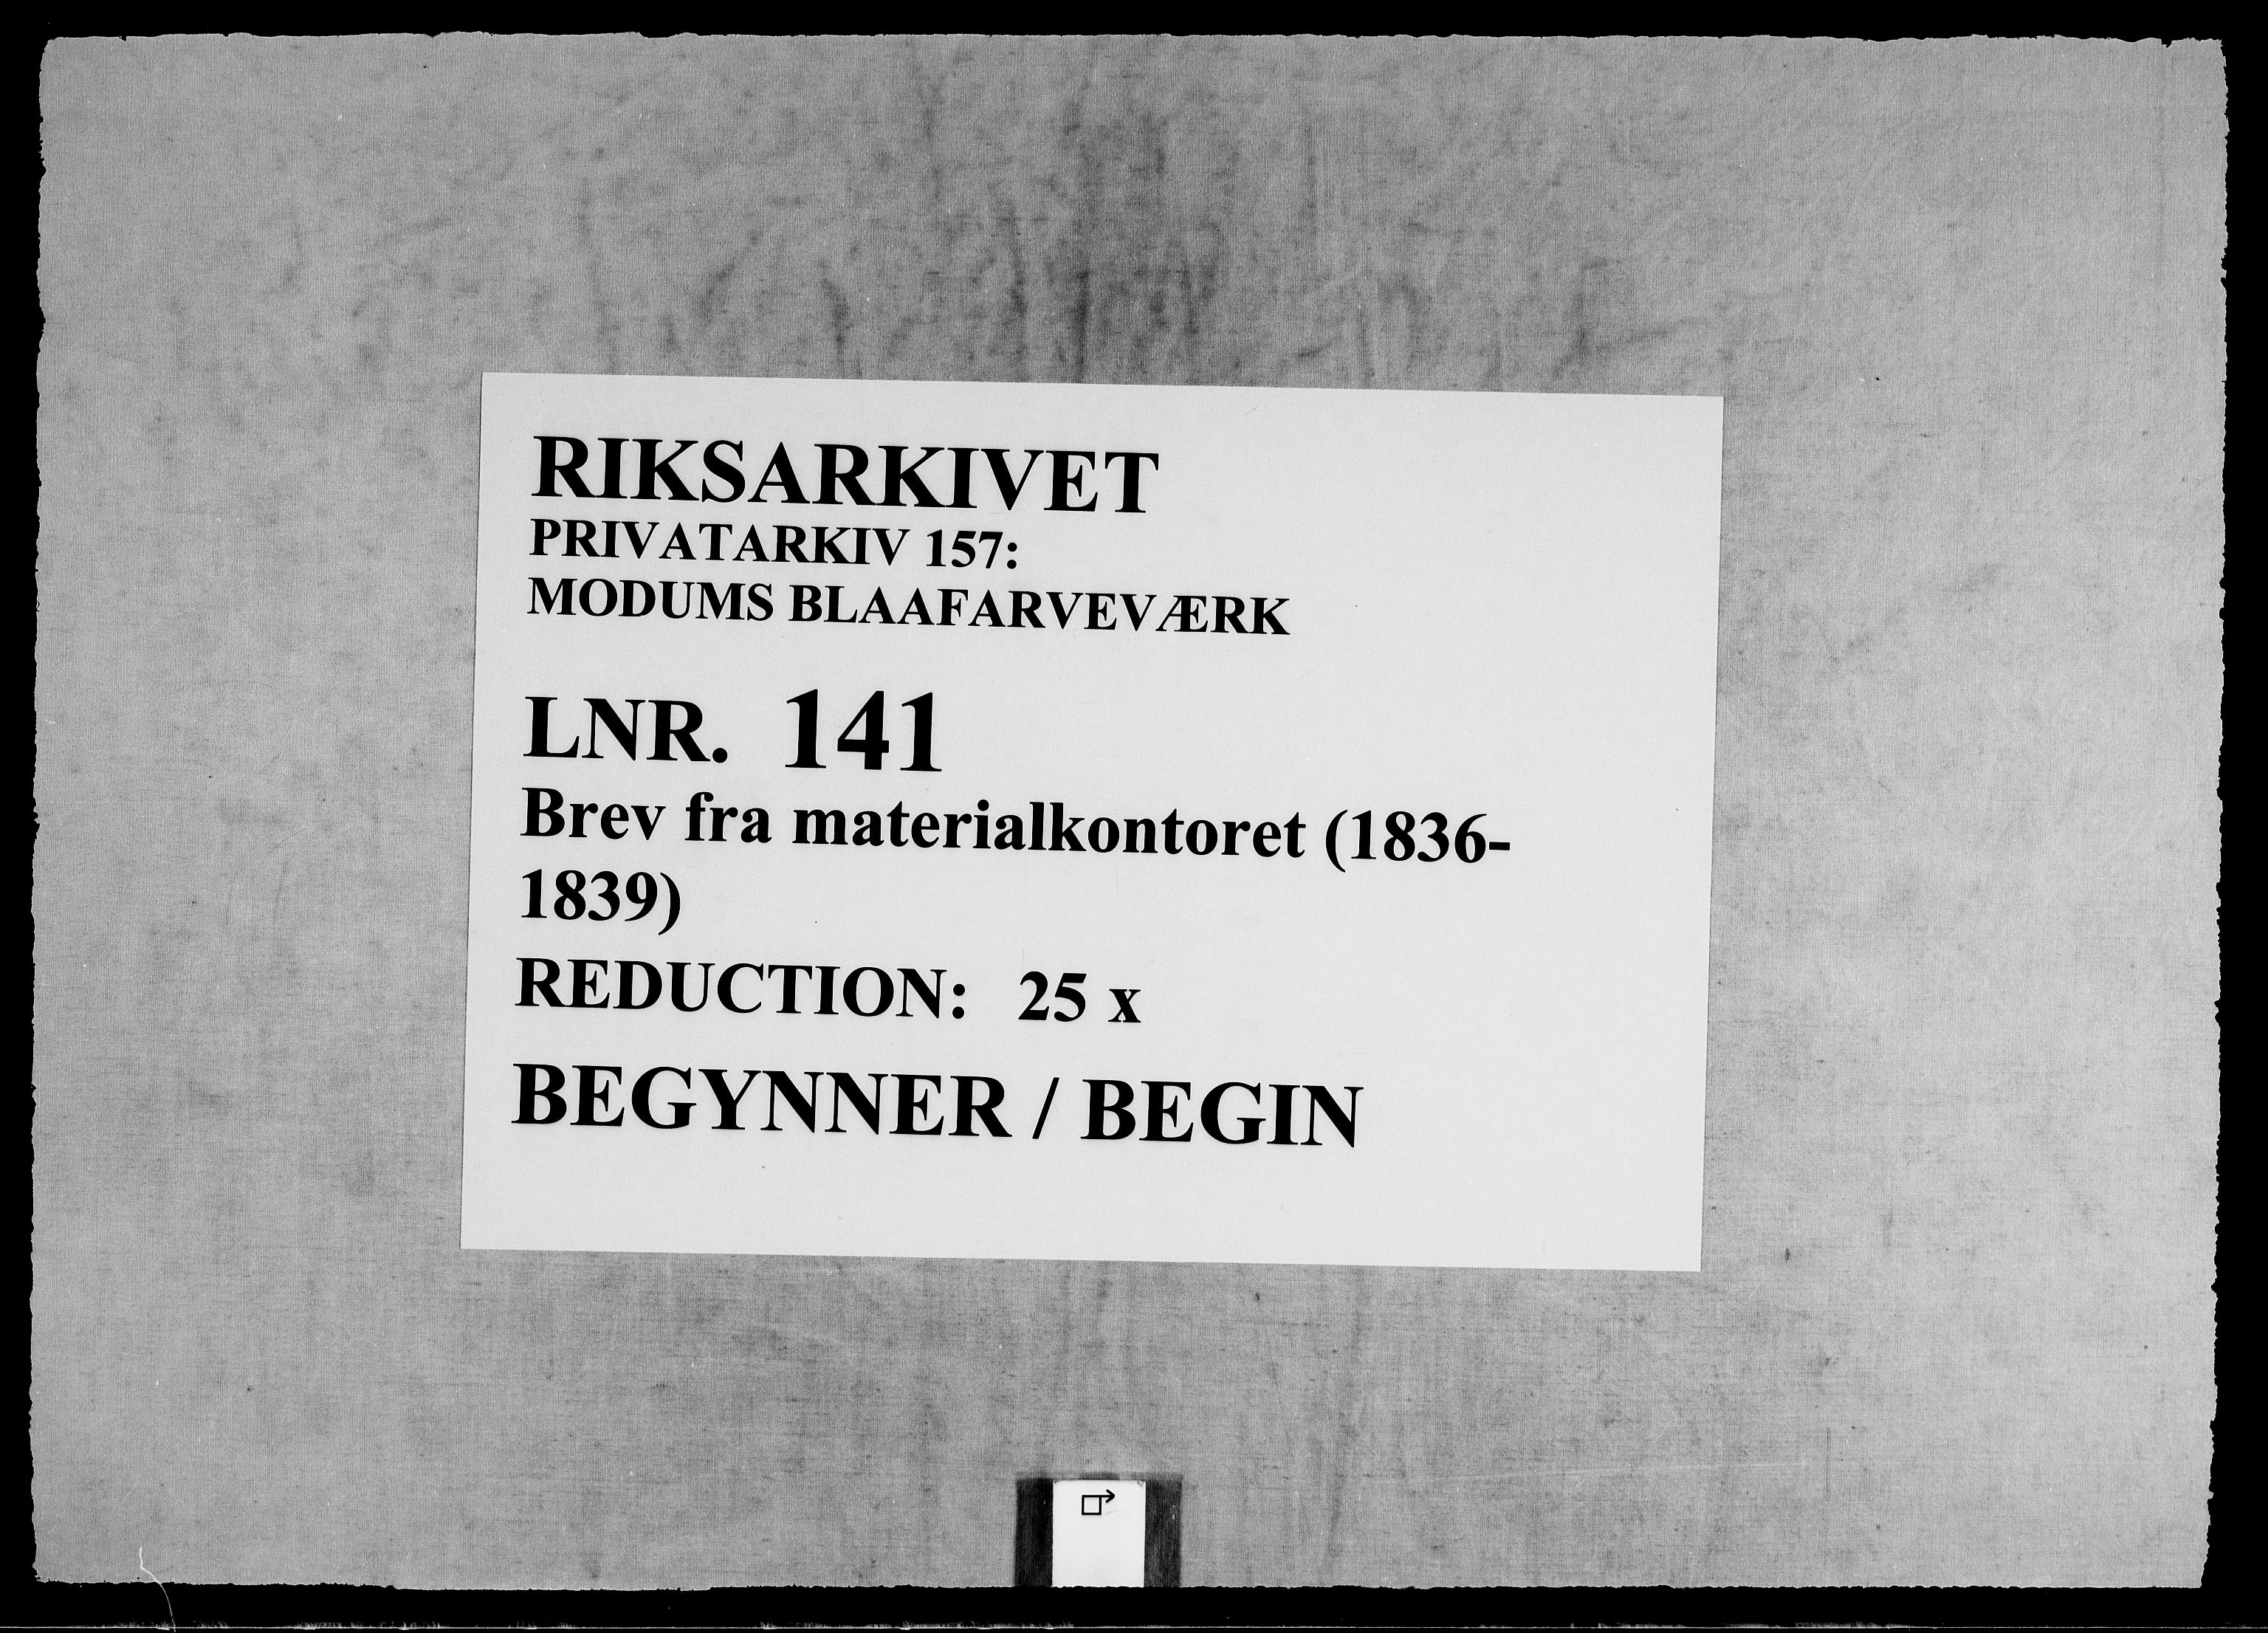 RIKSARKIVET
PRIVATARKIV 157:
MODUMS BLAAFARVEVÆRK
LNR. 141
Brev fra materialkontoret (1836-
1839)
REDUCTION: 25 x
BEGYNNER / BEGIN